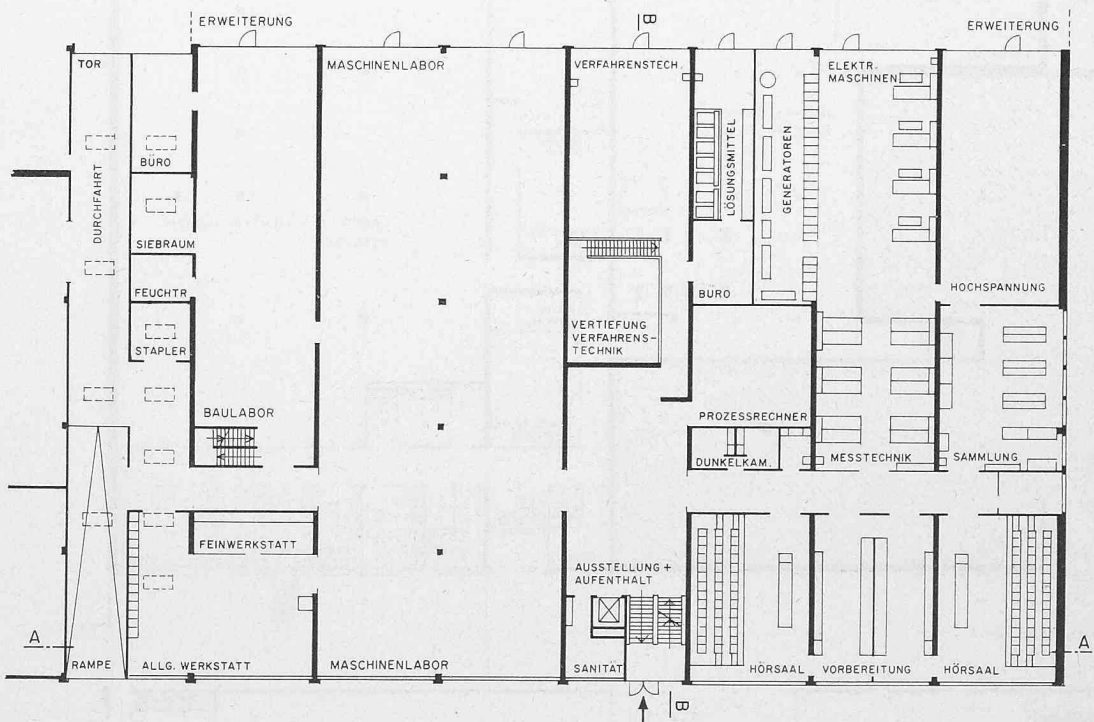 ERWEITERUNG
B
ERWEITERUNG
TOR
MASCHINENLABOR
VERFAHRENSTECH.
ELEKTR.
MASCHINEN
BÜRO
DURCHFAHRT
LÖSUNGSMITTEL
GENERATOREN
SIEBRAUM
FEUCHTR
BÜRO
HOCHSPANNUNG
STAPLER
VERTIEFUNG
VERFAHRENS-
TECHNIK
BAULABOR
PROZESSRECHNER
DUNKELKAM.
MESSTECHNIK
SAMMLUNG
FEINWERKSTATT
AUSSTELLUNG +
AUFENTHALT
A
A
RAMPE
ALLG. WERKSTATT
MASCHINENLABOR
SANITÄT
HÖRSAAL
VORBEREITUNG
HÖRSAAL
B